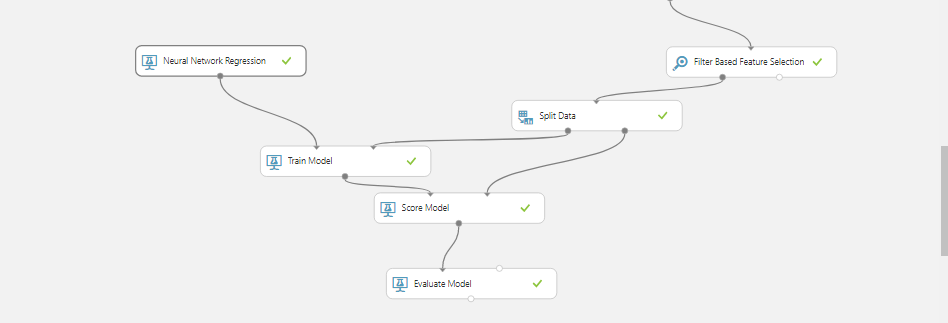 Neural Network Regression
Filter Based Feature Selection
Split Data
Train Model
Score Model
Evaluate Model